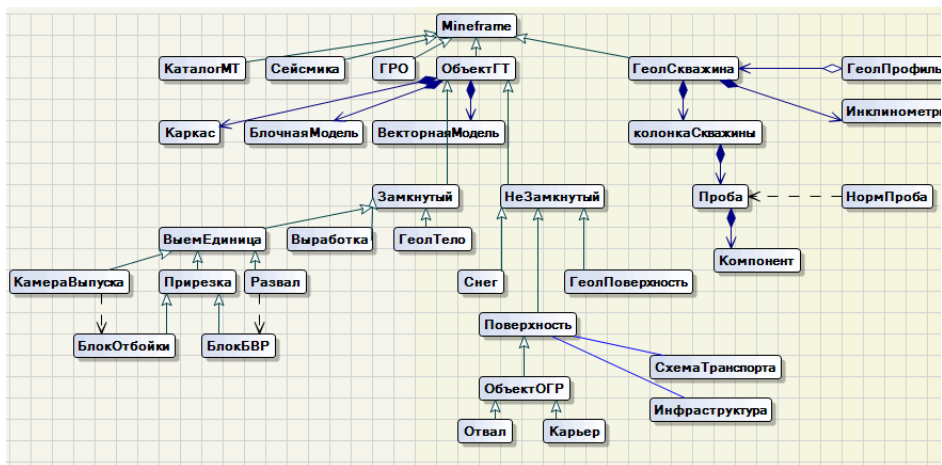 Mineframe
КаталогМТ
Сейсмика
ГРО
ОбъектГТ
ГеолСкважина
ГеолПрофиль
Каркас
БлочнаяМодель
ВекторнаяМодель
колонкаСкважины
Инклинометри
Замкнутый
НеЗамкнутый
Проба
НормПроба
ВыемЕдиница
Выработка
ГеолТело
Компонент
КамераВыпуска
Прирезка
Развал
Снег
ГеолПоверхность
БлокОтбойки
БлокБВР
Поверхность
СхемаТранспорта
ОбъектОГР
Инфраструктура
Отвал
Карьер